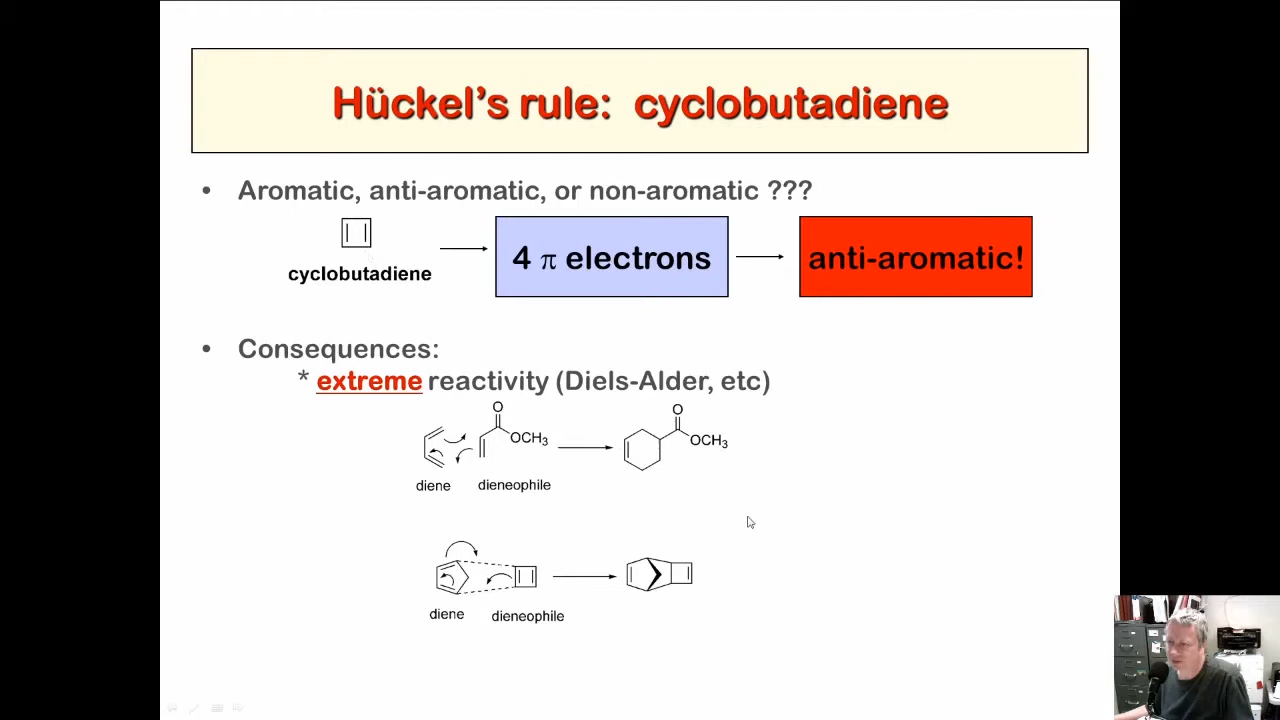 Hückel's rule: cyclobutadiene
• Aromatic, anti-aromatic, or non-aromatic ???
cyclobutadiene
4 π electrons
anti-aromatic!
• Consequences:
* extreme reactivity (Diels-Alder, etc)
O
OCH3
diene
dieneophile
O
OCH3
diene
dieneophile